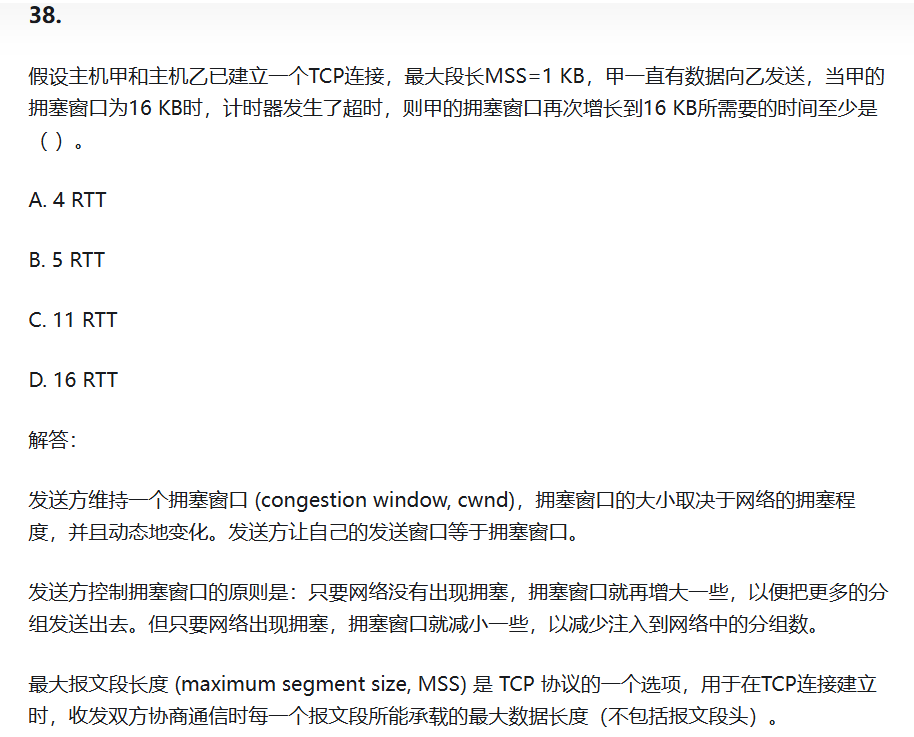 38.
假设主机甲和主机乙已建立一个TCP连接，最大段长MSS=1 KB，甲一直有数据向乙发送，当甲的
拥塞窗口为16 KB时，计时器发生了超时，则甲的拥塞窗口再次增长到16 KB所需要的时间至少是
（ ）。
A. 4 RTT
B. 5 RTT
C. 11 RTT
D. 16 RTT
解答：
发送方维持一个拥塞窗口 (congestion window, cwnd)，拥塞窗口的大小取决于网络的拥塞程
度，并且动态地变化。发送方让自己的发送窗口等于拥塞窗口。
发送方控制拥塞窗口的原则是：只要网络没有出现拥塞，拥塞窗口就再增大一些，以便把更多的分
组发送出去。但只要网络出现拥塞，拥塞窗口就减小一些，以减少注入到网络中的分组数。
最大报文段长度 (maximum segment size, MSS) 是 TCP 协议的一个选项，用于在TCP连接建立
时，收发双方协商通信时每一个报文段所能承载的最大数据长度（不包括报文段头）。